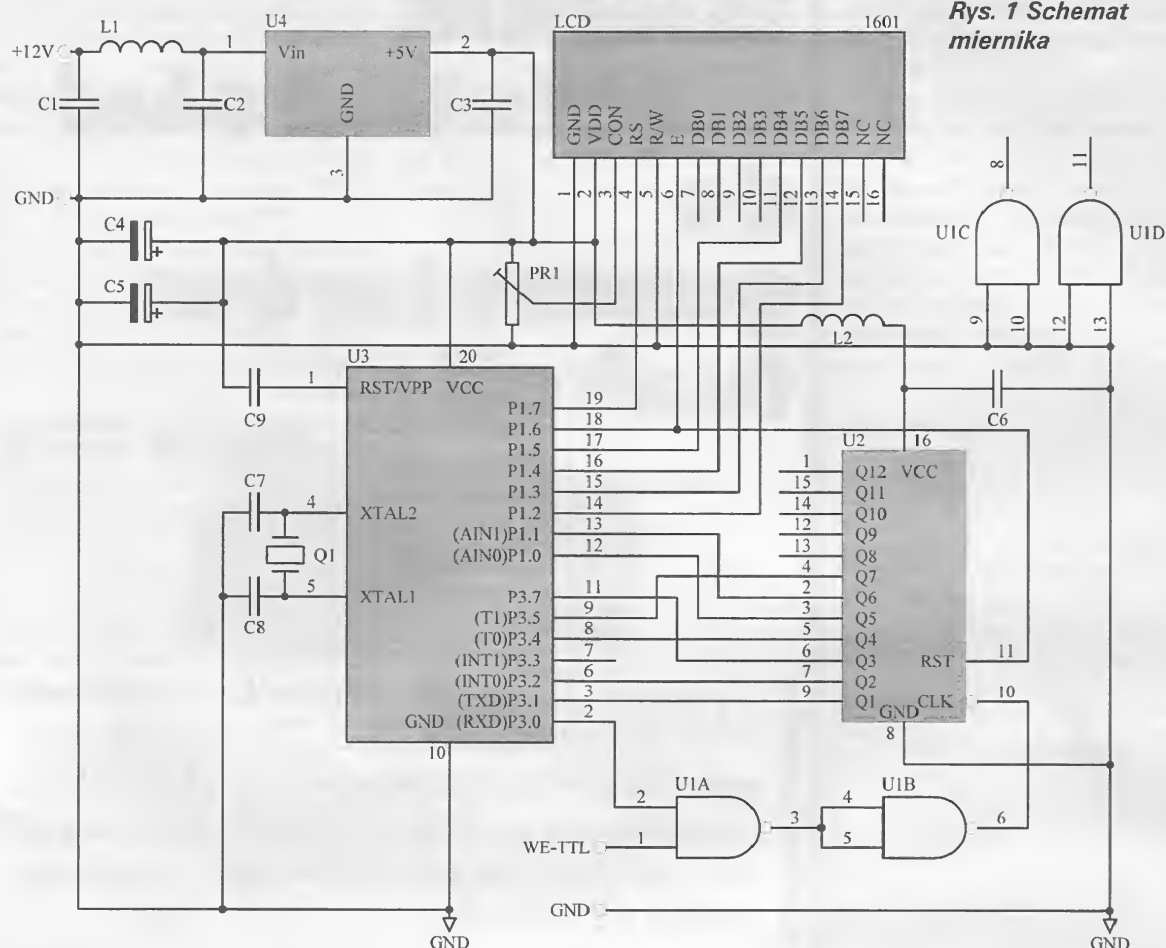 Rys. 1 Schemat
miernika
+12V
L1
1
U4
Vin
+5V
GND
2
3
C1
C2
C3
GND
LCD
1601
GND
VDD
CON
RS
R/W
E
DB0
DB1
DB2
DB3
DB4
DB5
DB6
DB7
NC
NC
1
2
3
4
5
6
7
8
9
10
11
12
13
14
15
16
8
11
U1C
U1D
9
10
12
13
C4
+
C5
+
PR1
L2
C6
C9
1
U3
20
RST/VPP
VCC
P1.7
19
P1.6
18
P1.5
17
P1.4
16
P1.3
15
P1.2
14
(AIN1)P1.1
13
(AIN0)P1.0
12
P3.7
11
(T1)P3.5
9
(T0)P3.4
8
(INT1)P3.3
7
(INT0)P3.2
6
(TXD)P3.1
3
GND
(RXD)P3.0
2
10
C7
4
XTAL2
Q1
C8
5
XTAL1
U2
16
VCC
1
Q12
15
Q11
14
Q10
12
Q9
13
Q8
4
Q7
2
Q6
3
Q5
5
Q4
6
Q3
7
Q2
9
Q1
RST
11
CLK
10
GND
8
U1A
2
1
3
WE-TTL
U1B
4
5
6
GND
GND
GND